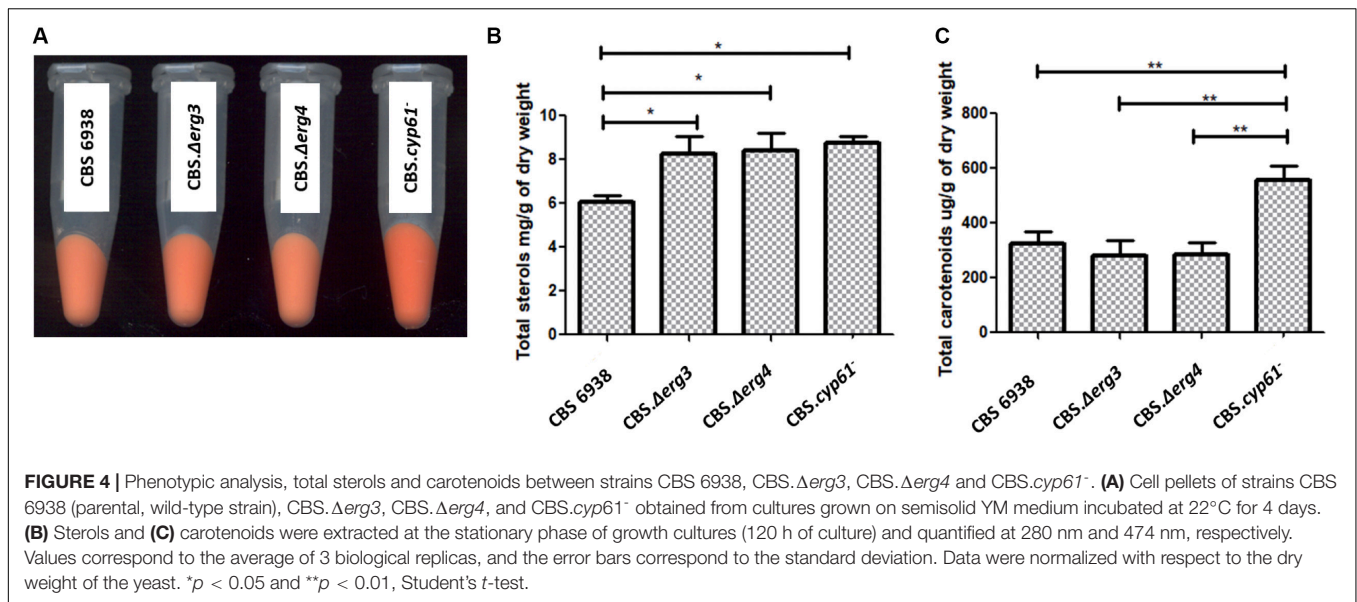 A
CBS 6938
CBS.Δerg3
CBS.Δerg4
CBS.cyp61⁻
B
*
*
*
Total sterols mg/g of dry weight
10
8
6
4
2
0
CBS 6938
CBS.Δerg3
CBS.Δerg4
CBS.cyp61⁻
C
**
**
**
Total carotenoids ug/g of dry weight
800
600
400
200
0
CBS 6938
CBS.Δerg3
CBS.Δerg4
CBS.cyp61⁻
FIGURE 4 | Phenotypic analysis, total sterols and carotenoids between strains CBS 6938, CBS.Δerg3, CBS.Δerg4 and CBS.cyp61⁻. (A) Cell pellets of strains CBS
6938 (parental, wild-type strain), CBS.Δerg3, CBS.Δerg4, and CBS.cyp61⁻ obtained from cultures grown on semisolid YM medium incubated at 22°C for 4 days.
(B) Sterols and (C) carotenoids were extracted at the stationary phase of growth cultures (120 h of culture) and quantified at 280 nm and 474 nm, respectively.
Values correspond to the average of 3 biological replicas, and the error bars correspond to the standard deviation. Data were normalized with respect to the dry
weight of the yeast. *p < 0.05 and **p < 0.01, Student's t-test.